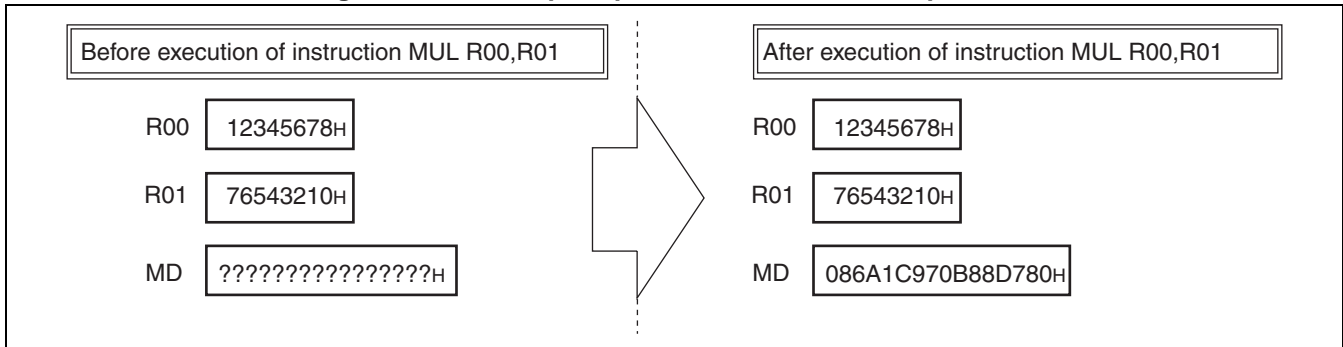 Before execution of instruction MUL R00,R01
R00 12345678H
R01 76543210H
MD ????????????????H
After execution of instruction MUL R00,R01
R00 12345678H
R01 76543210H
MD 086A1C970B88D780H